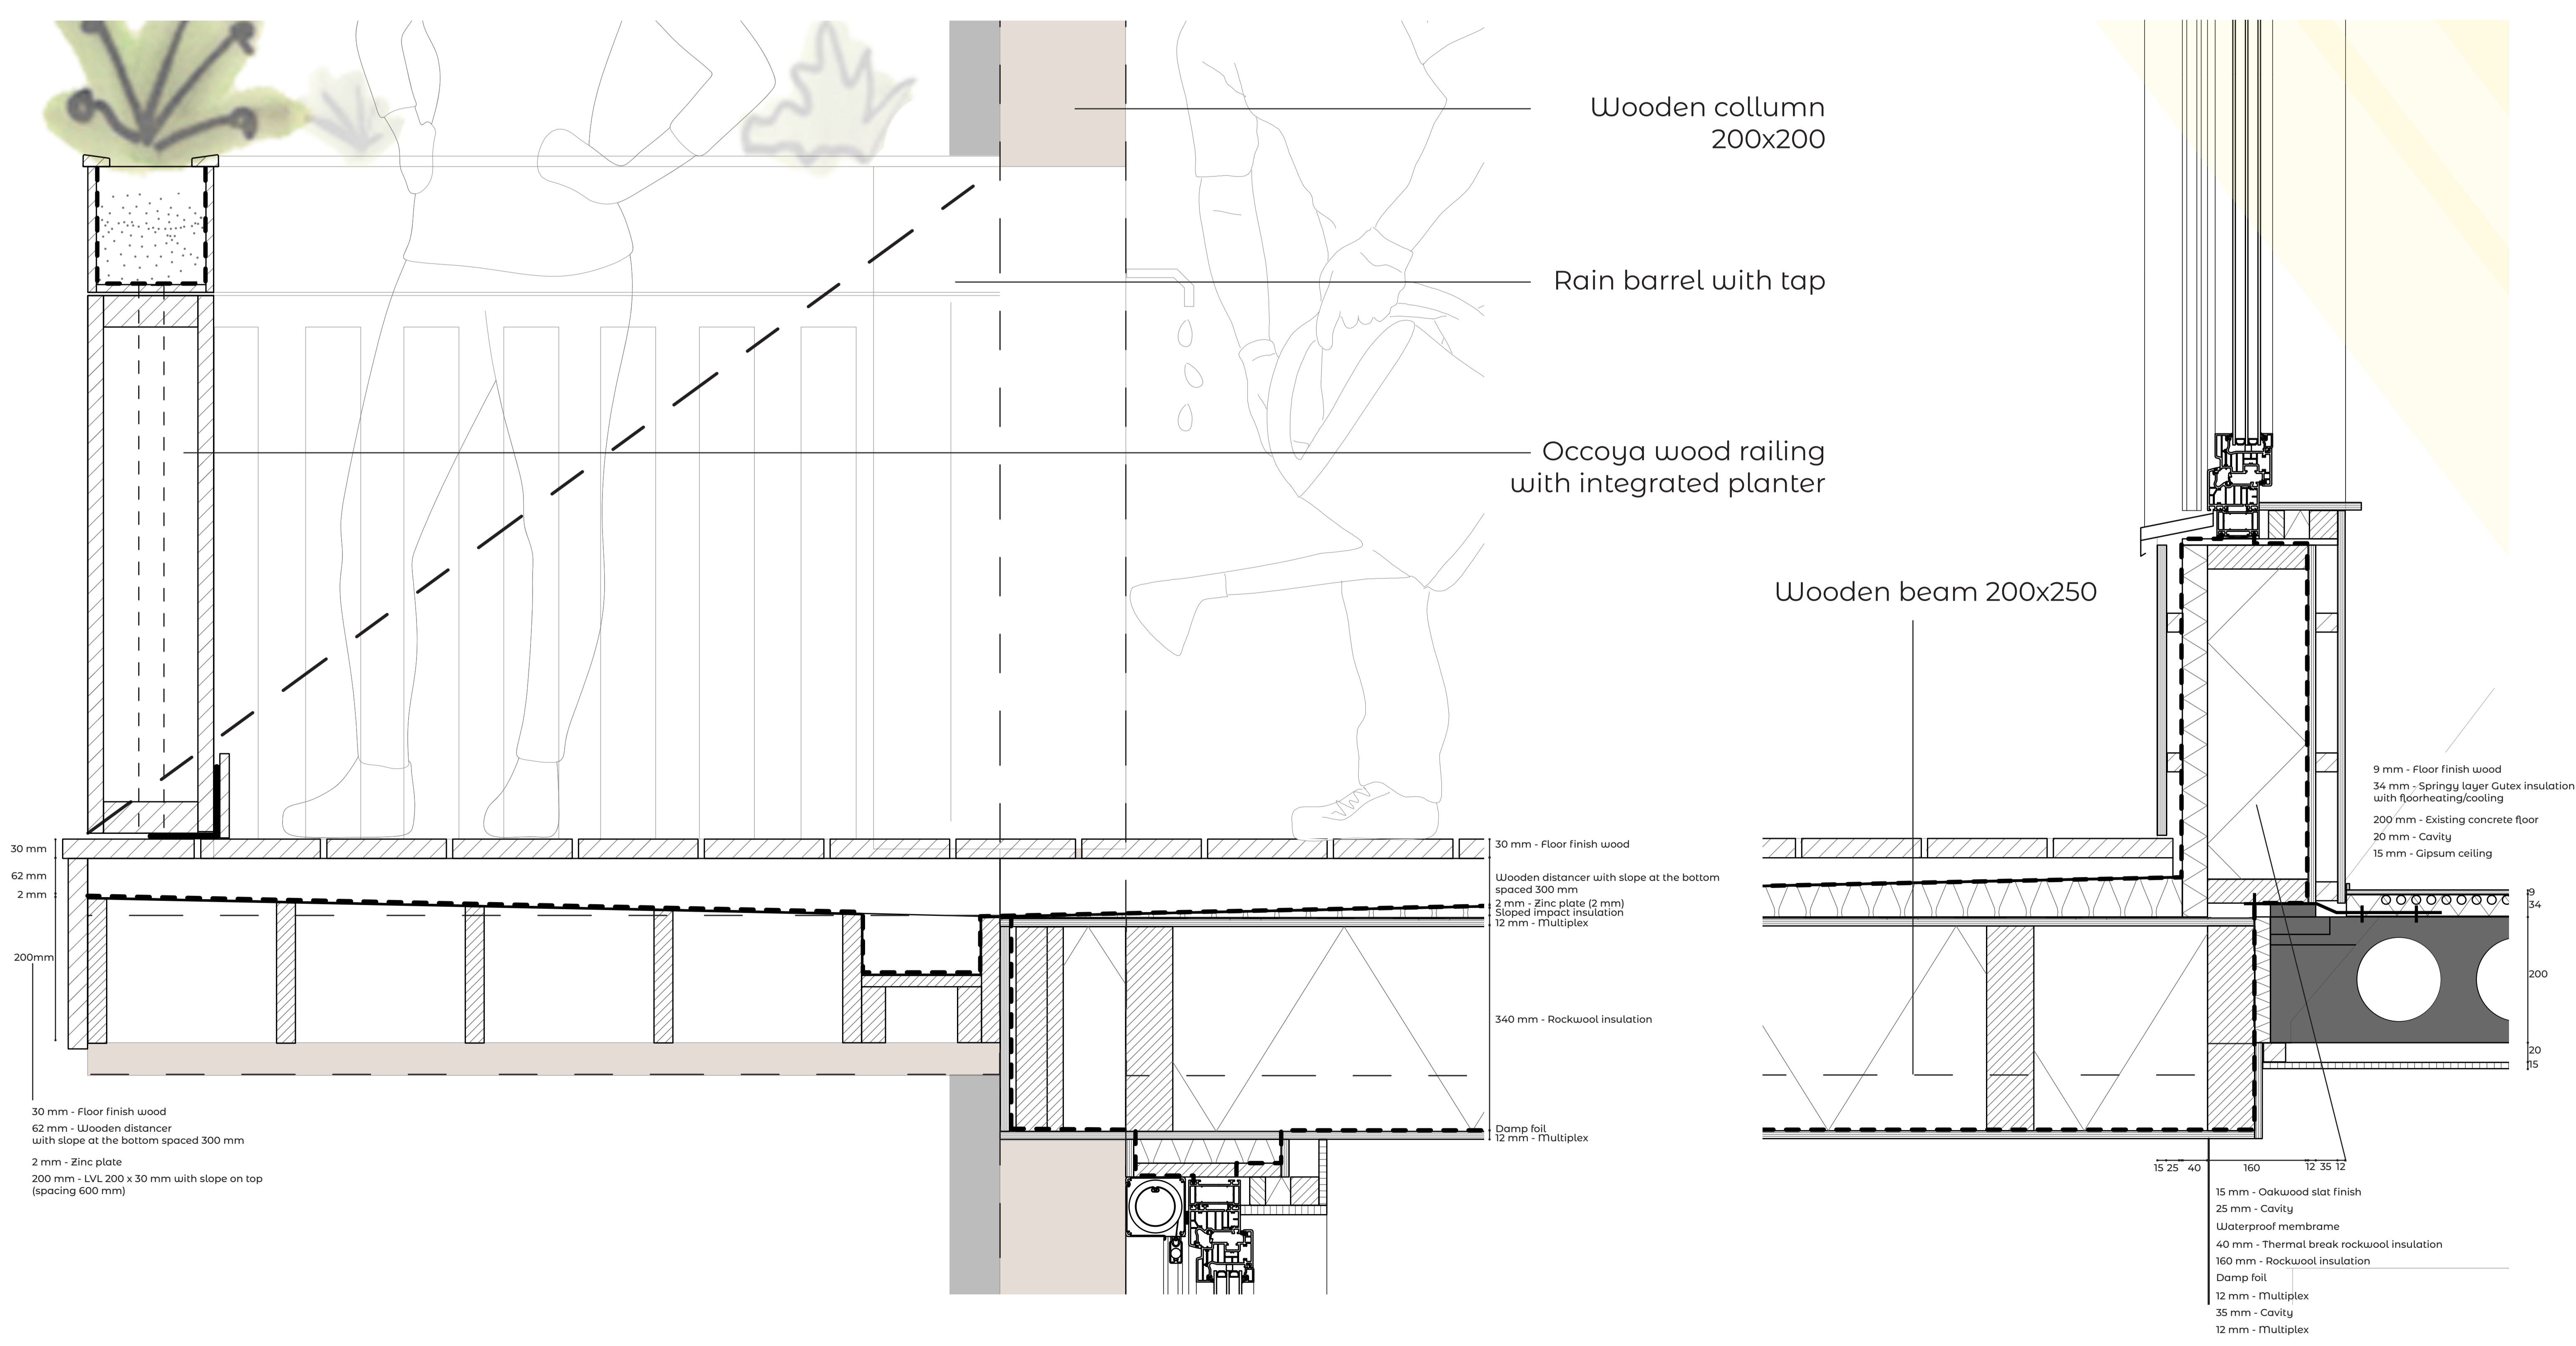 Wooden collumn
200x200
Rain barrel with tap
Occoya wood railing
with integrated planter
Wooden beam 200x250
9 mm - Floor finish wood
34 mm - Springy layer Gutex insulation
with floorheating/cooling
200 mm - Existing concrete floor
20 mm - Cavity
15 mm - Gipsum ceiling
30 mm
62 mm
2 mm
200mm
30 mm - Floor finish wood
Wooden distancer with slope at the bottom
spaced 300 mm
2 mm - Zinc plate (2 mm)
Sloped impact insulation
12 mm - Multiplex
340 mm - Rockwool insulation
Damp foil
12 mm - Multiplex
9
34
200
20
15
30 mm - Floor finish wood
62 mm - Wooden distancer
with slope at the bottom spaced 300 mm
2 mm - Zinc plate
200 mm - LVL 200 x 30 mm with slope on top
(spacing 600 mm)
15 25 40 160 12 35 12
15 mm - Oakwood slat finish
25 mm - Cavity
Waterproof membrame
40 mm - Thermal break rockwool insulation
160 mm - Rockwool insulation
Damp foil
12 mm - Multiplex
35 mm - Cavity
12 mm - Multiplex